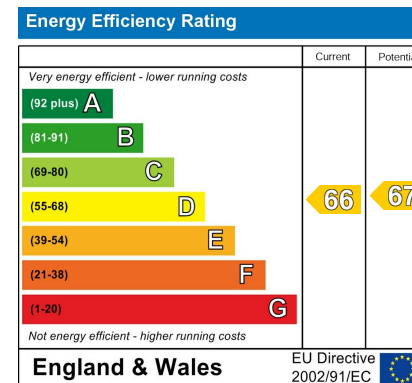 Energy Efficiency Rating
Current
Potenti
Very energy efficient - lower running costs
(92 plus) A
(81-91) B
(69-80) C
(55-68) D
66
67
(39-54) E
(21-38) F
(1-20) G
Not energy efficient - higher running costs
England & Wales
EU Directive
2002/91/EC